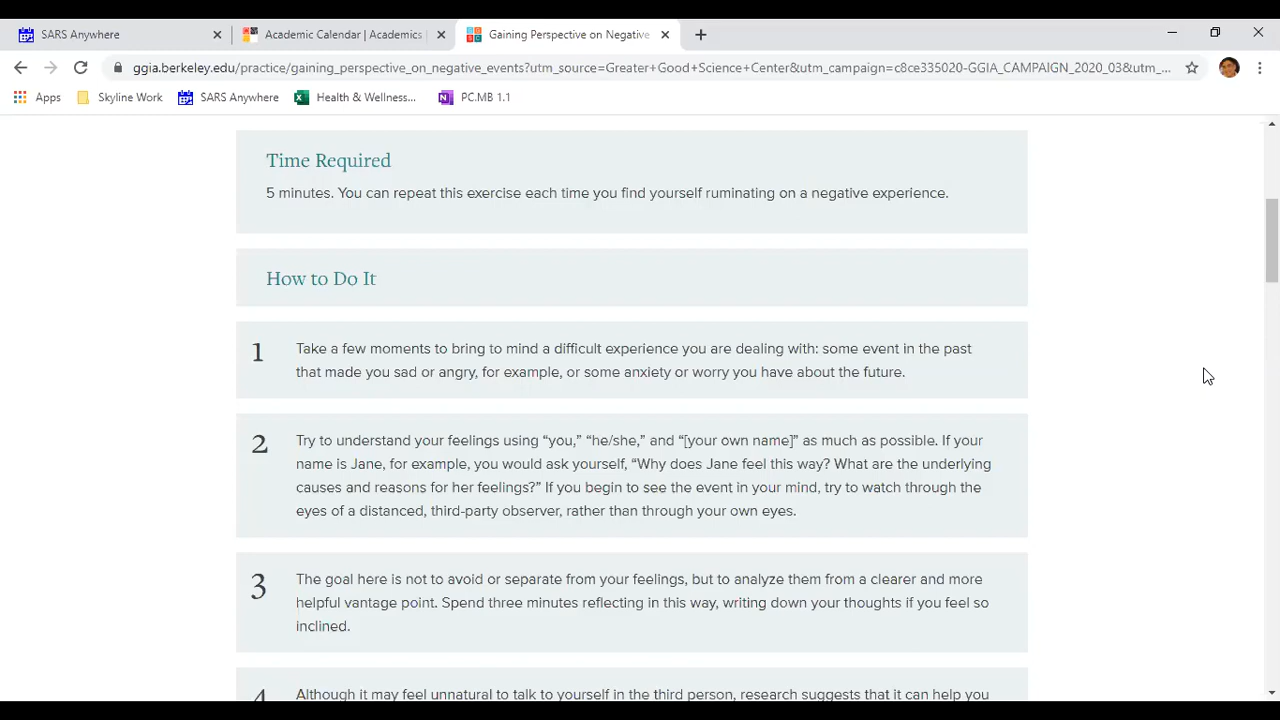 SARS Anywhere
Academic Calendar | Academics
Gaining Perspective on Negative
ggia.berkeley.edu/practice/gaining_perspective_on_negative_events?utm_source=Greater+Good+Science+Center&utm_campaign=c8ce335020-GGIA_CAMPAIGN_2020_03&utm_...
Apps
Skyline Work
SARS Anywhere
Health & Wellness...
PC.MB 1.1
Time Required
5 minutes. You can repeat this exercise each time you find yourself ruminating on a negative experience.
How to Do It
1 Take a few moments to bring to mind a difficult experience you are dealing with: some event in the past
that made you sad or angry, for example, or some anxiety or worry you have about the future.
2 Try to understand your feelings using “you,” “he/she,” and “[your own name]” as much as possible. If your
name is Jane, for example, you would ask yourself, “Why does Jane feel this way? What are the underlying
causes and reasons for her feelings?” If you begin to see the event in your mind, try to watch through the
eyes of a distanced, third-party observer, rather than through your own eyes.
3 The goal here is not to avoid or separate from your feelings, but to analyze them from a clearer and more
helpful vantage point. Spend three minutes reflecting in this way, writing down your thoughts if you feel so
inclined.
4 Although it may feel unnatural to talk to yourself in the third person, research suggests that it can help you